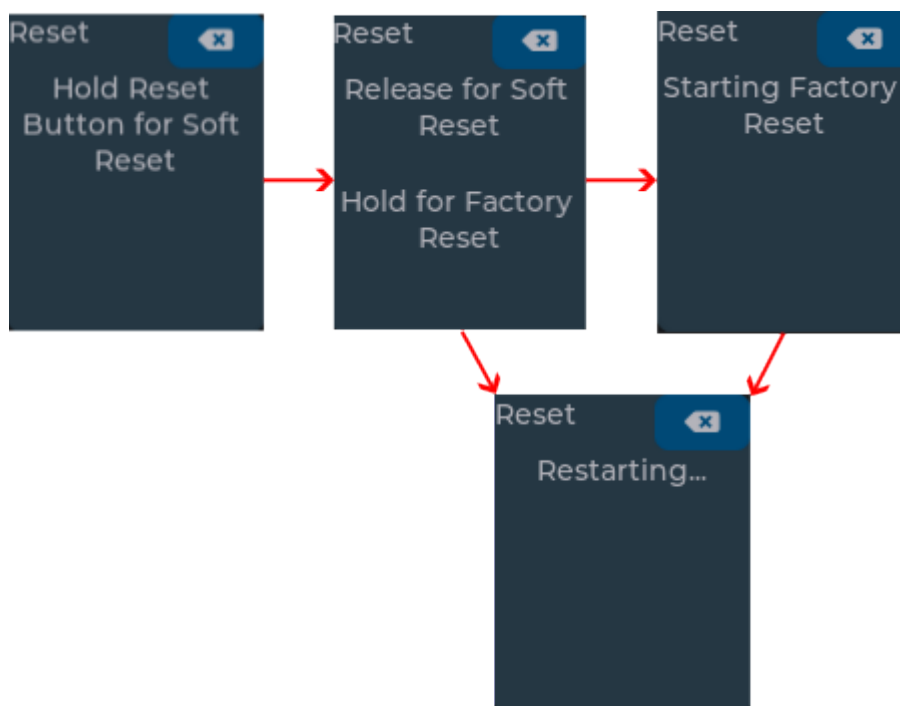 Reset
Hold Reset
Button for Soft
Reset
Reset
Release for Soft
Reset
Hold for Factory
Reset
Reset
Starting Factory
Reset
Reset
Restarting...